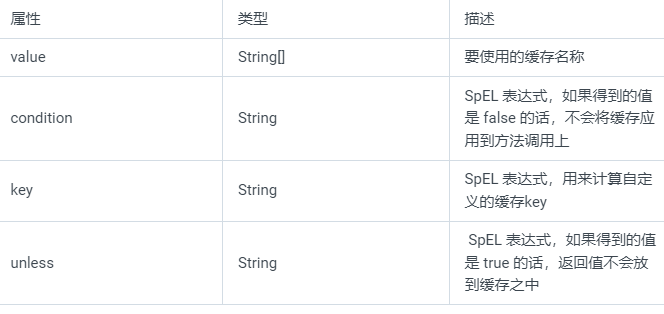 属性 类型 描述
value String[] 要使用的缓存名称
condition String SpEL 表达式，如果得到的值
是 false 的话，不会将缓存应
用到方法调用上
key String SpEL 表达式，用来计算自定
义的缓存key
unless String SpEL 表达式，如果得到的值
是 true 的话，返回值不会放
到缓存之中